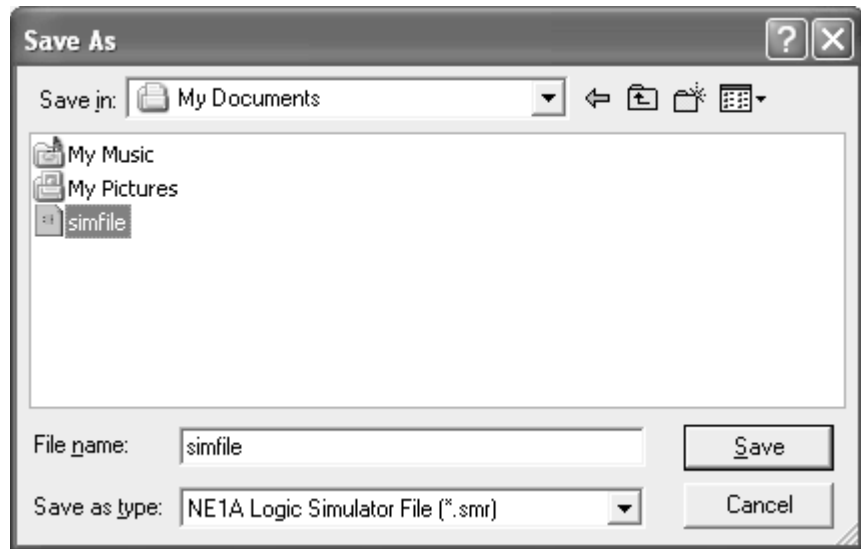 Save As
Save in: My Documents
My Music
My Pictures
simfile
File name: simfile Save
Save as type: NE1A Logic Simulator File (*.smr) Cancel